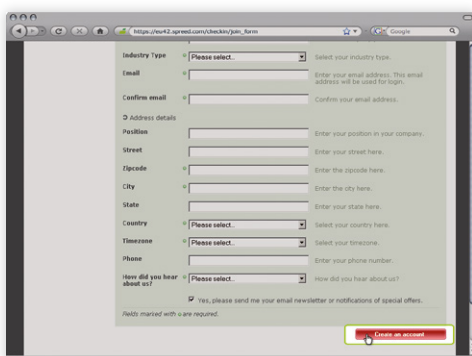 https://eu42.spreed.com/checkin/join_form
Google
Industry Type Please select.. Select your industry type.
Email Enter your email address. This email
address will be used for login.
Confirm email Confirm your email address.
Address details
Position Enter your position in your company.
Street Enter your street here.
Zipcode Enter the zipcode here.
City Enter the city here.
State Enter your state here.
Country Please select.. Select your country here.
Timezone Please select.. Select your timezone.
Phone Enter your phone number.
How did you hear
about us? Please select.. How did you hear about us?
Yes, please send me your email newsletter or notifications of special offers.
Fields marked with o are required.
Create an account